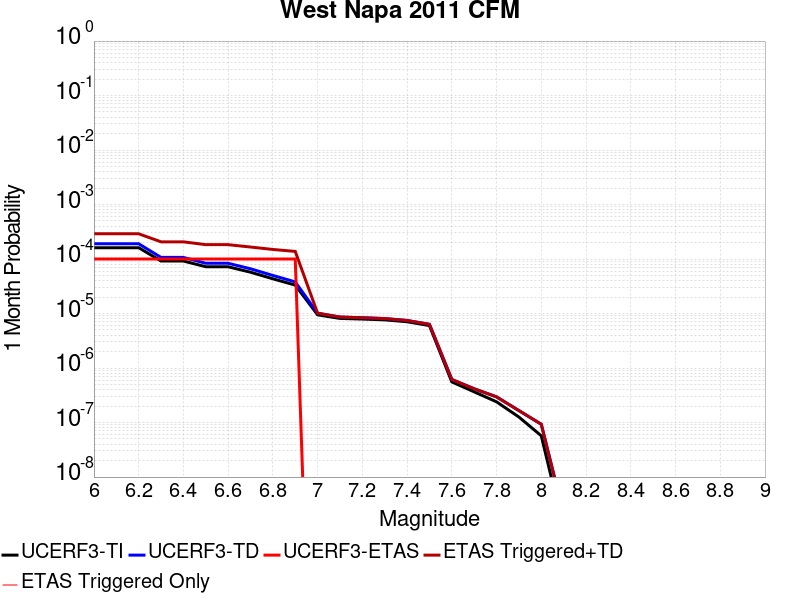 West Napa 2011 CFM
10^0
10^-1
10^-2
10^-3
10^-4
10^-5
10^-6
10^-7
10^-8
1 Month Probability
6 6.2 6.4 6.6 6.8 7 7.2 7.4 7.6 7.8 8 8.2 8.4 8.6 8.8 9
Magnitude
UCERF3-TI UCERF3-TD UCERF3-ETAS ETAS Triggered+TD
ETAS Triggered Only